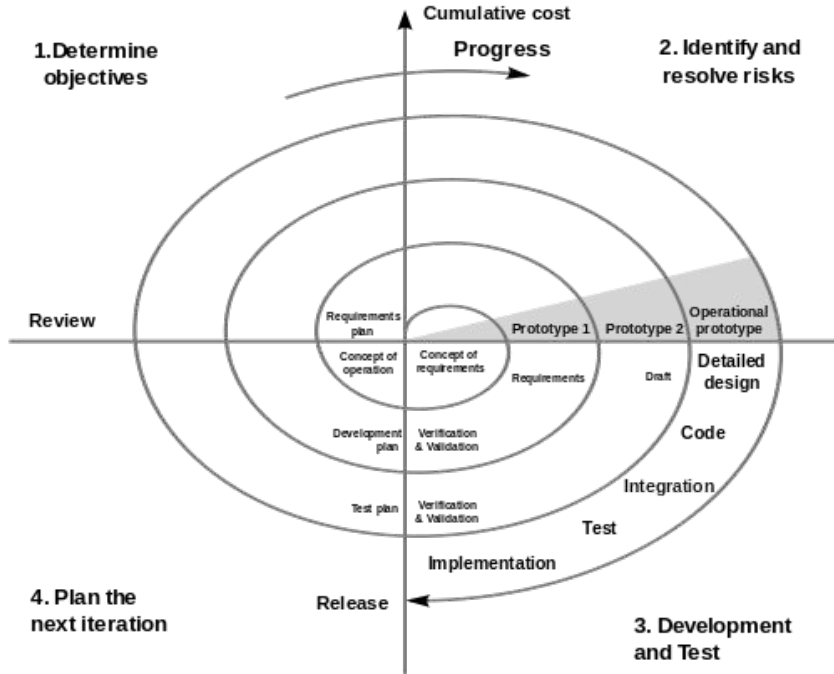 Cumulative cost
1.Determine
objectives
Progress
2. Identify and
resolve risks
Requirements
plan
Operational
prototype
Prototype 1
Prototype 2
Review
Concept of
operation
Concept of
requirements
Requirements
Draft
Detailed
design
Development
plan
Verification
& Validation
Code
Integration
Test plan
Verification
& Validation
Test
Implementation
Release
4. Plan the
next iteration
3. Development
and Test